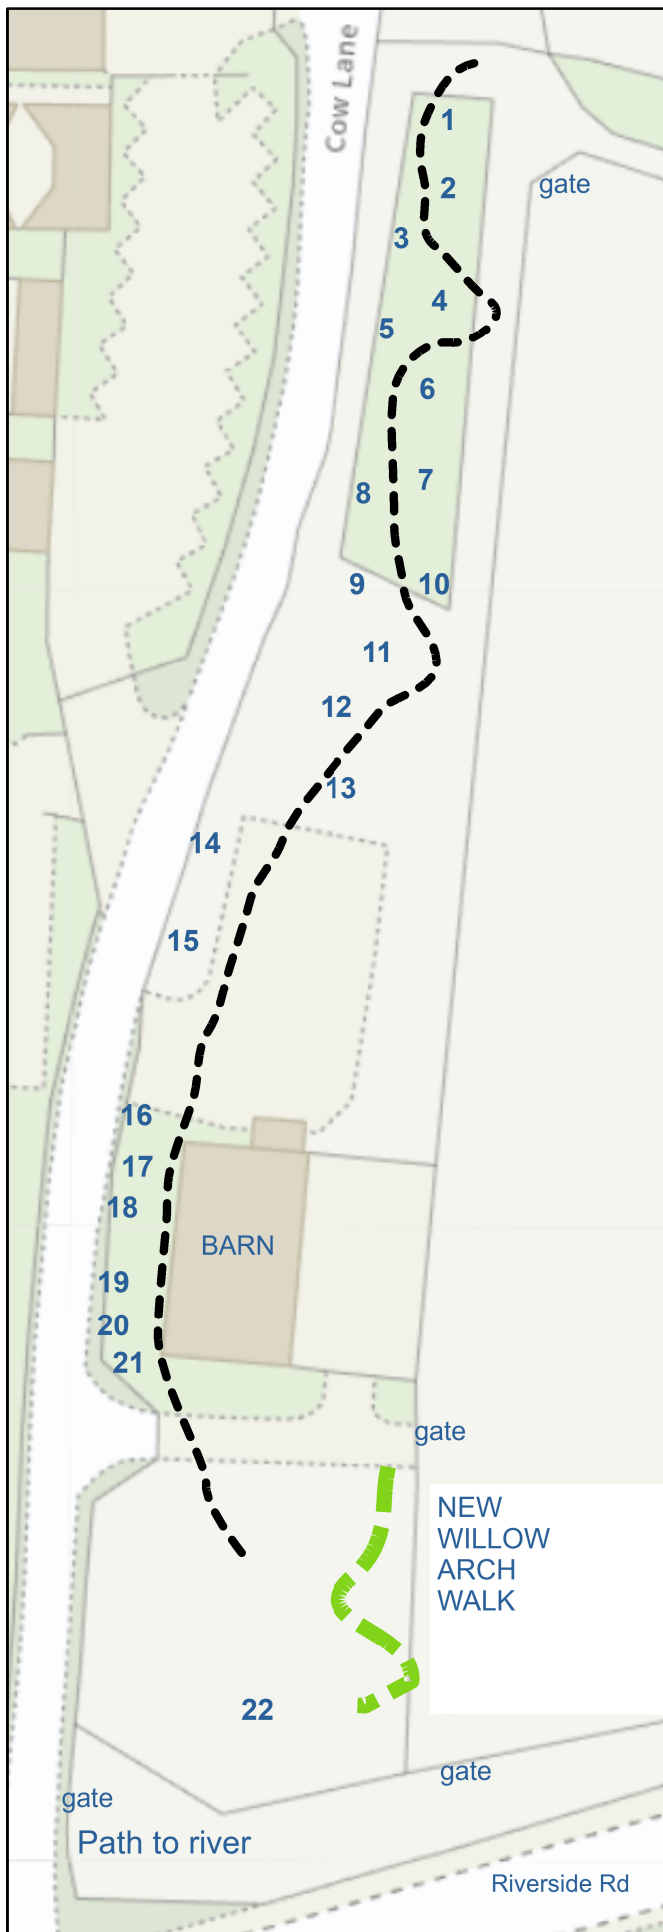 Cow Lane
1
gate
2
3
4
5
6
7
8
9
10
11
12
13
14
15
16
17
18
BARN
19
20
21
gate
NEW
WILLOW
ARCH
WALK
22
gate
gate
Path to river
Riverside Rd